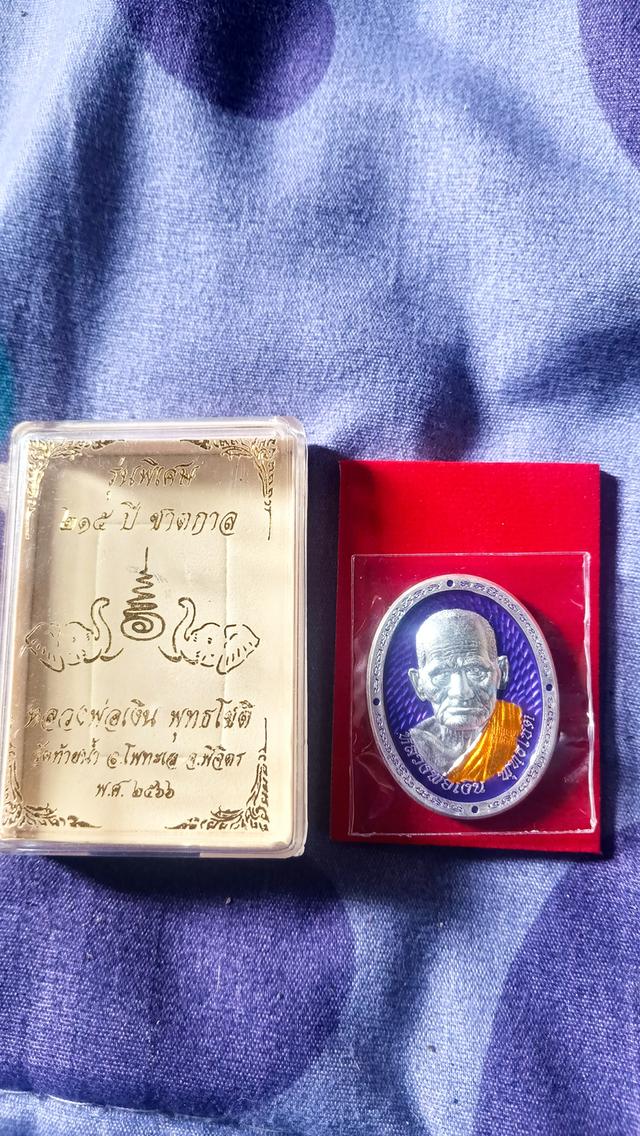 รุ่นพิเศษ
๒๑๕ ปี ชาตกาล
หลวงพ่อเงิน พุทธโชติ
วัดท้ายน้ำ อ.โพทะเล จ.พิจิตร
พ.ศ. ๒๕๖๖
หลวงพ่อเงิน พุทธโชติ